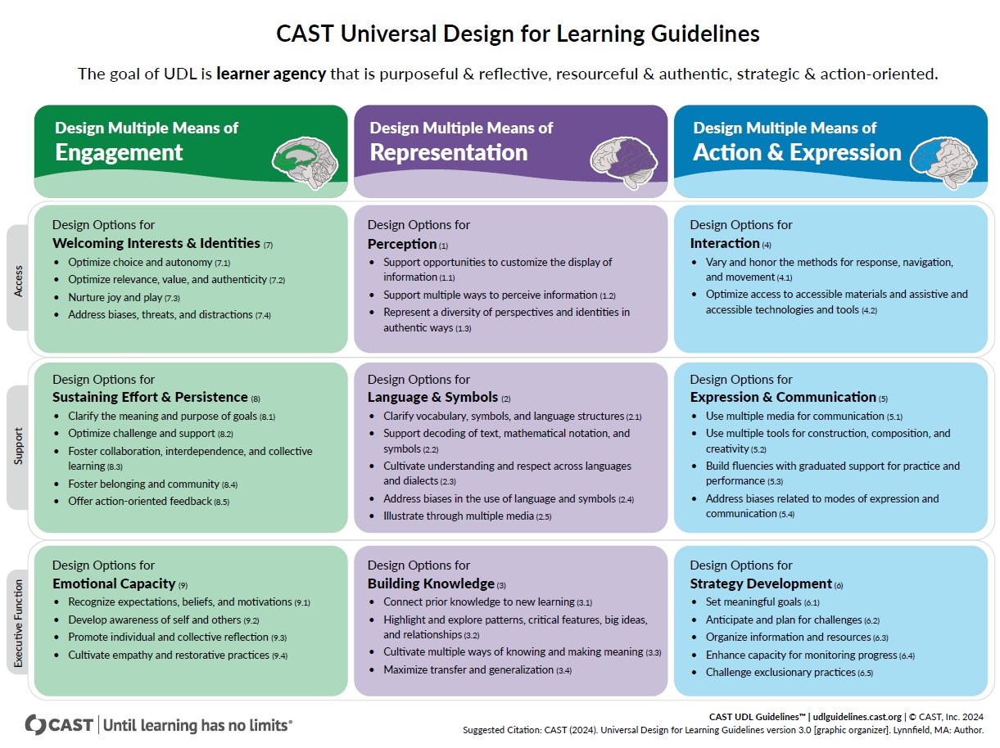 CAST Universal Design for Learning Guidelines
The goal of UDL is learner agency that is purposeful & reflective, resourceful & authentic, strategic & action-oriented.
Design Multiple Means of
Engagement
Design Multiple Means of
Representation
Design Multiple Means of
Action & Expression
Access
Design Options for
Welcoming Interests & Identities (7)
• Optimize choice and autonomy (7.1)
• Optimize relevance, value, and authenticity (7.2)
• Nurture joy and play (7.3)
• Address biases, threats, and distractions (7.4)
Design Options for
Perception (1)
• Support opportunities to customize the display of
information (1.1)
• Support multiple ways to perceive information (1.2)
• Represent a diversity of perspectives and identities in
authentic ways (1.3)
Design Options for
Interaction (4)
• Vary and honor the methods for response, navigation,
and movement (4.1)
• Optimize access to accessible materials and assistive and
accessible technologies and tools (4.2)
Support
Design Options for
Sustaining Effort & Persistence (8)
• Clarify the meaning and purpose of goals (8.1)
• Optimize challenge and support (8.2)
• Foster collaboration, interdependence, and collective
learning (8.3)
• Foster belonging and community (8.4)
• Offer action-oriented feedback (8.5)
Design Options for
Language & Symbols (2)
• Clarify vocabulary, symbols, and language structures (2.1)
• Support decoding of text, mathematical notation, and
symbols (2.2)
• Cultivate understanding and respect across languages
and dialects (2.3)
• Address biases in the use of language and symbols (2.4)
• Illustrate through multiple media (2.5)
Design Options for
Expression & Communication (5)
• Use multiple media for communication (5.1)
• Use multiple tools for construction, composition, and
creativity (5.2)
• Build fluencies with graduated support for practice and
performance (5.3)
• Address biases related to modes of expression and
communication (5.4)
Executive Function
Design Options for
Emotional Capacity (9)
• Recognize expectations, beliefs, and motivations (9.1)
• Develop awareness of self and others (9.2)
• Promote individual and collective reflection (9.3)
• Cultivate empathy and restorative practices (9.4)
Design Options for
Building Knowledge (3)
• Connect prior knowledge to new learning (3.1)
• Highlight and explore patterns, critical features, big ideas,
and relationships (3.2)
• Cultivate multiple ways of knowing and making meaning (3.3)
• Maximize transfer and generalization (3.4)
Design Options for
Strategy Development (6)
• Set meaningful goals (6.1)
• Anticipate and plan for challenges (6.2)
• Organize information and resources (6.3)
• Enhance capacity for monitoring progress (6.4)
• Challenge exclusionary practices (6.5)
CAST | Until learning has no limits®
CAST UDL Guidelines™ | udlguidelines.cast.org | © CAST, Inc. 2024
Suggested Citation: CAST (2024). Universal Design for Learning Guidelines version 3.0 [graphic organizer]. Lynnfield, MA: Author.